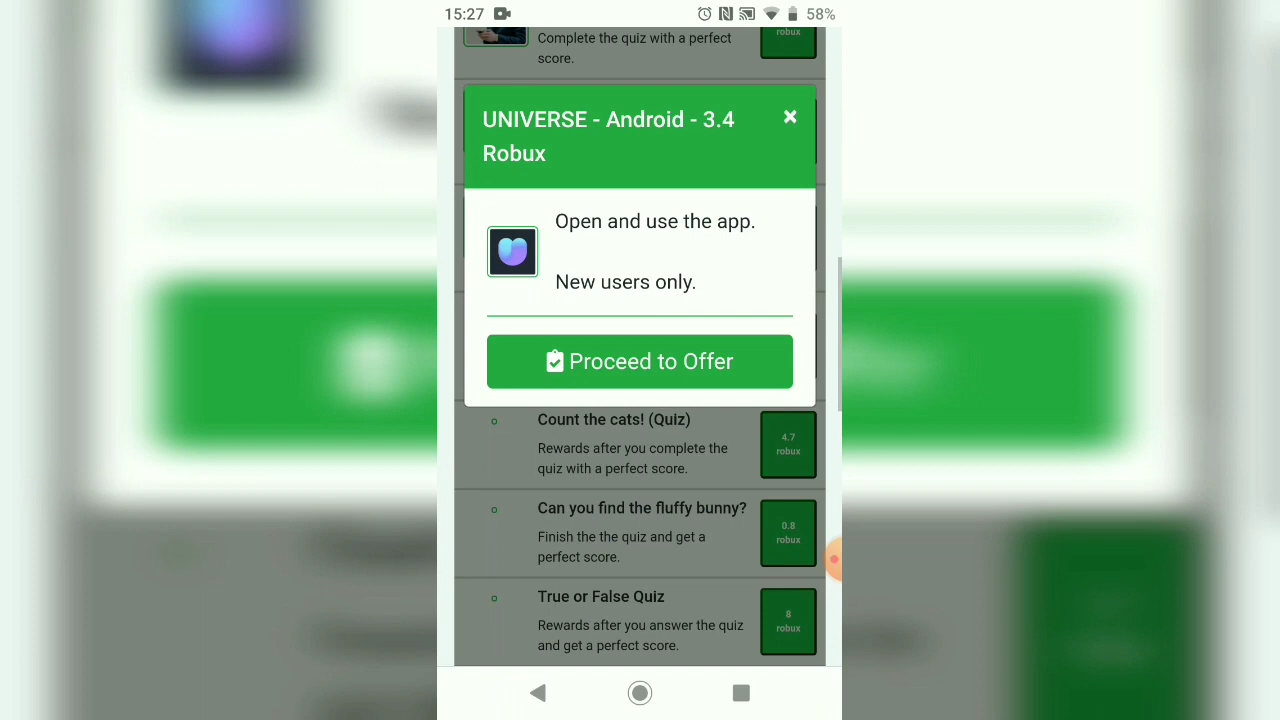 15:27
58%
Complete the quiz with a perfect
score.
robux
UNIVERSE - Android - 3.4
Robux
×
Open and use the app.
New users only.
Proceed to Offer
Count the cats! (Quiz)
Rewards after you complete the
quiz with a perfect score.
4.7
robux
Can you find the fluffy bunny?
Finish the the quiz and get a
perfect score.
0.8
robux
True or False Quiz
Rewards after you answer the quiz
and get a perfect score.
8
robux